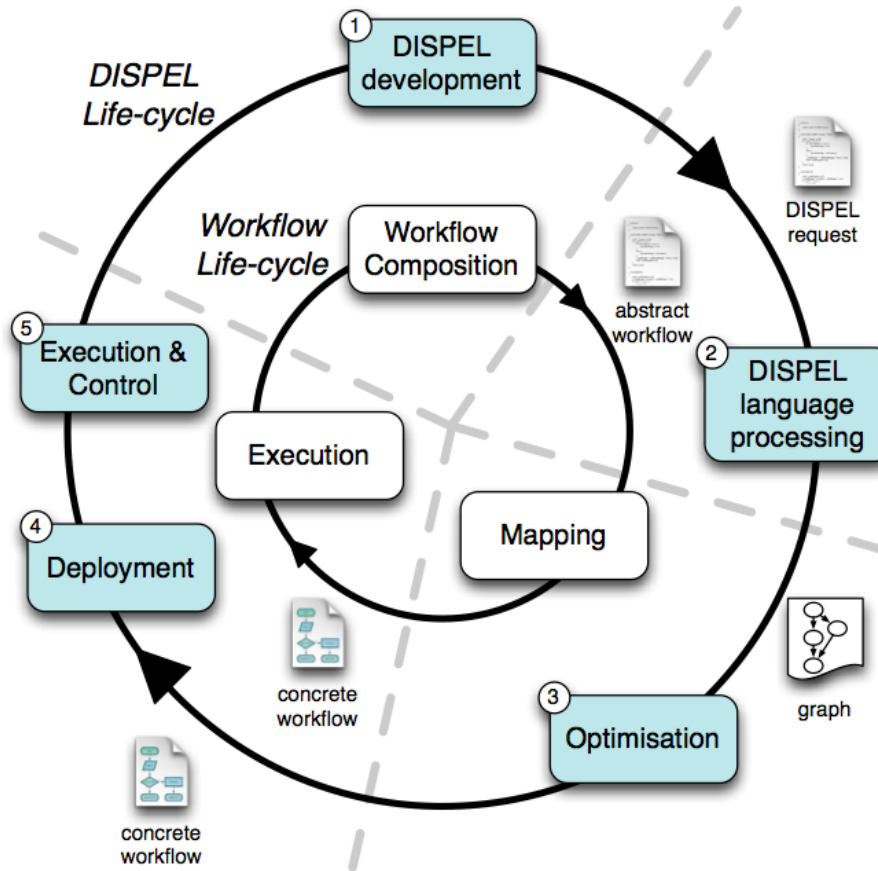 1
DISPEL
development
DISPEL
Life-cycle
DISPEL
request
Workflow
Life-cycle
Workflow
Composition
abstract
workflow
5
Execution &
Control
2
DISPEL
language
processing
Execution
Mapping
4
Deployment
concrete
workflow
graph
3
Optimisation
concrete
workflow